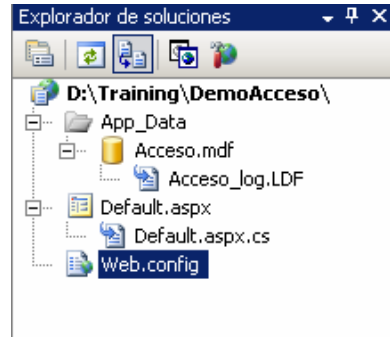 Explorador de soluciones
D:\Training\DemoAcceso\
App_Data
Acceso.mdf
Acceso_log.LDF
Default.aspx
Default.aspx.cs
Web.config